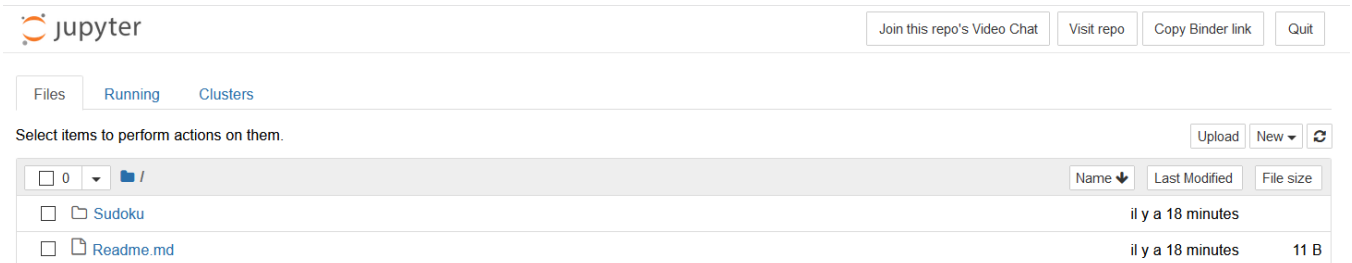 jupyter Join this repo's Video Chat Visit repo Copy Binder link Quit
Files Running Clusters
Select items to perform actions on them. Upload New
0 / Name Last Modified File size
Sudoku il y a 18 minutes
Readme.md il y a 18 minutes 11 B